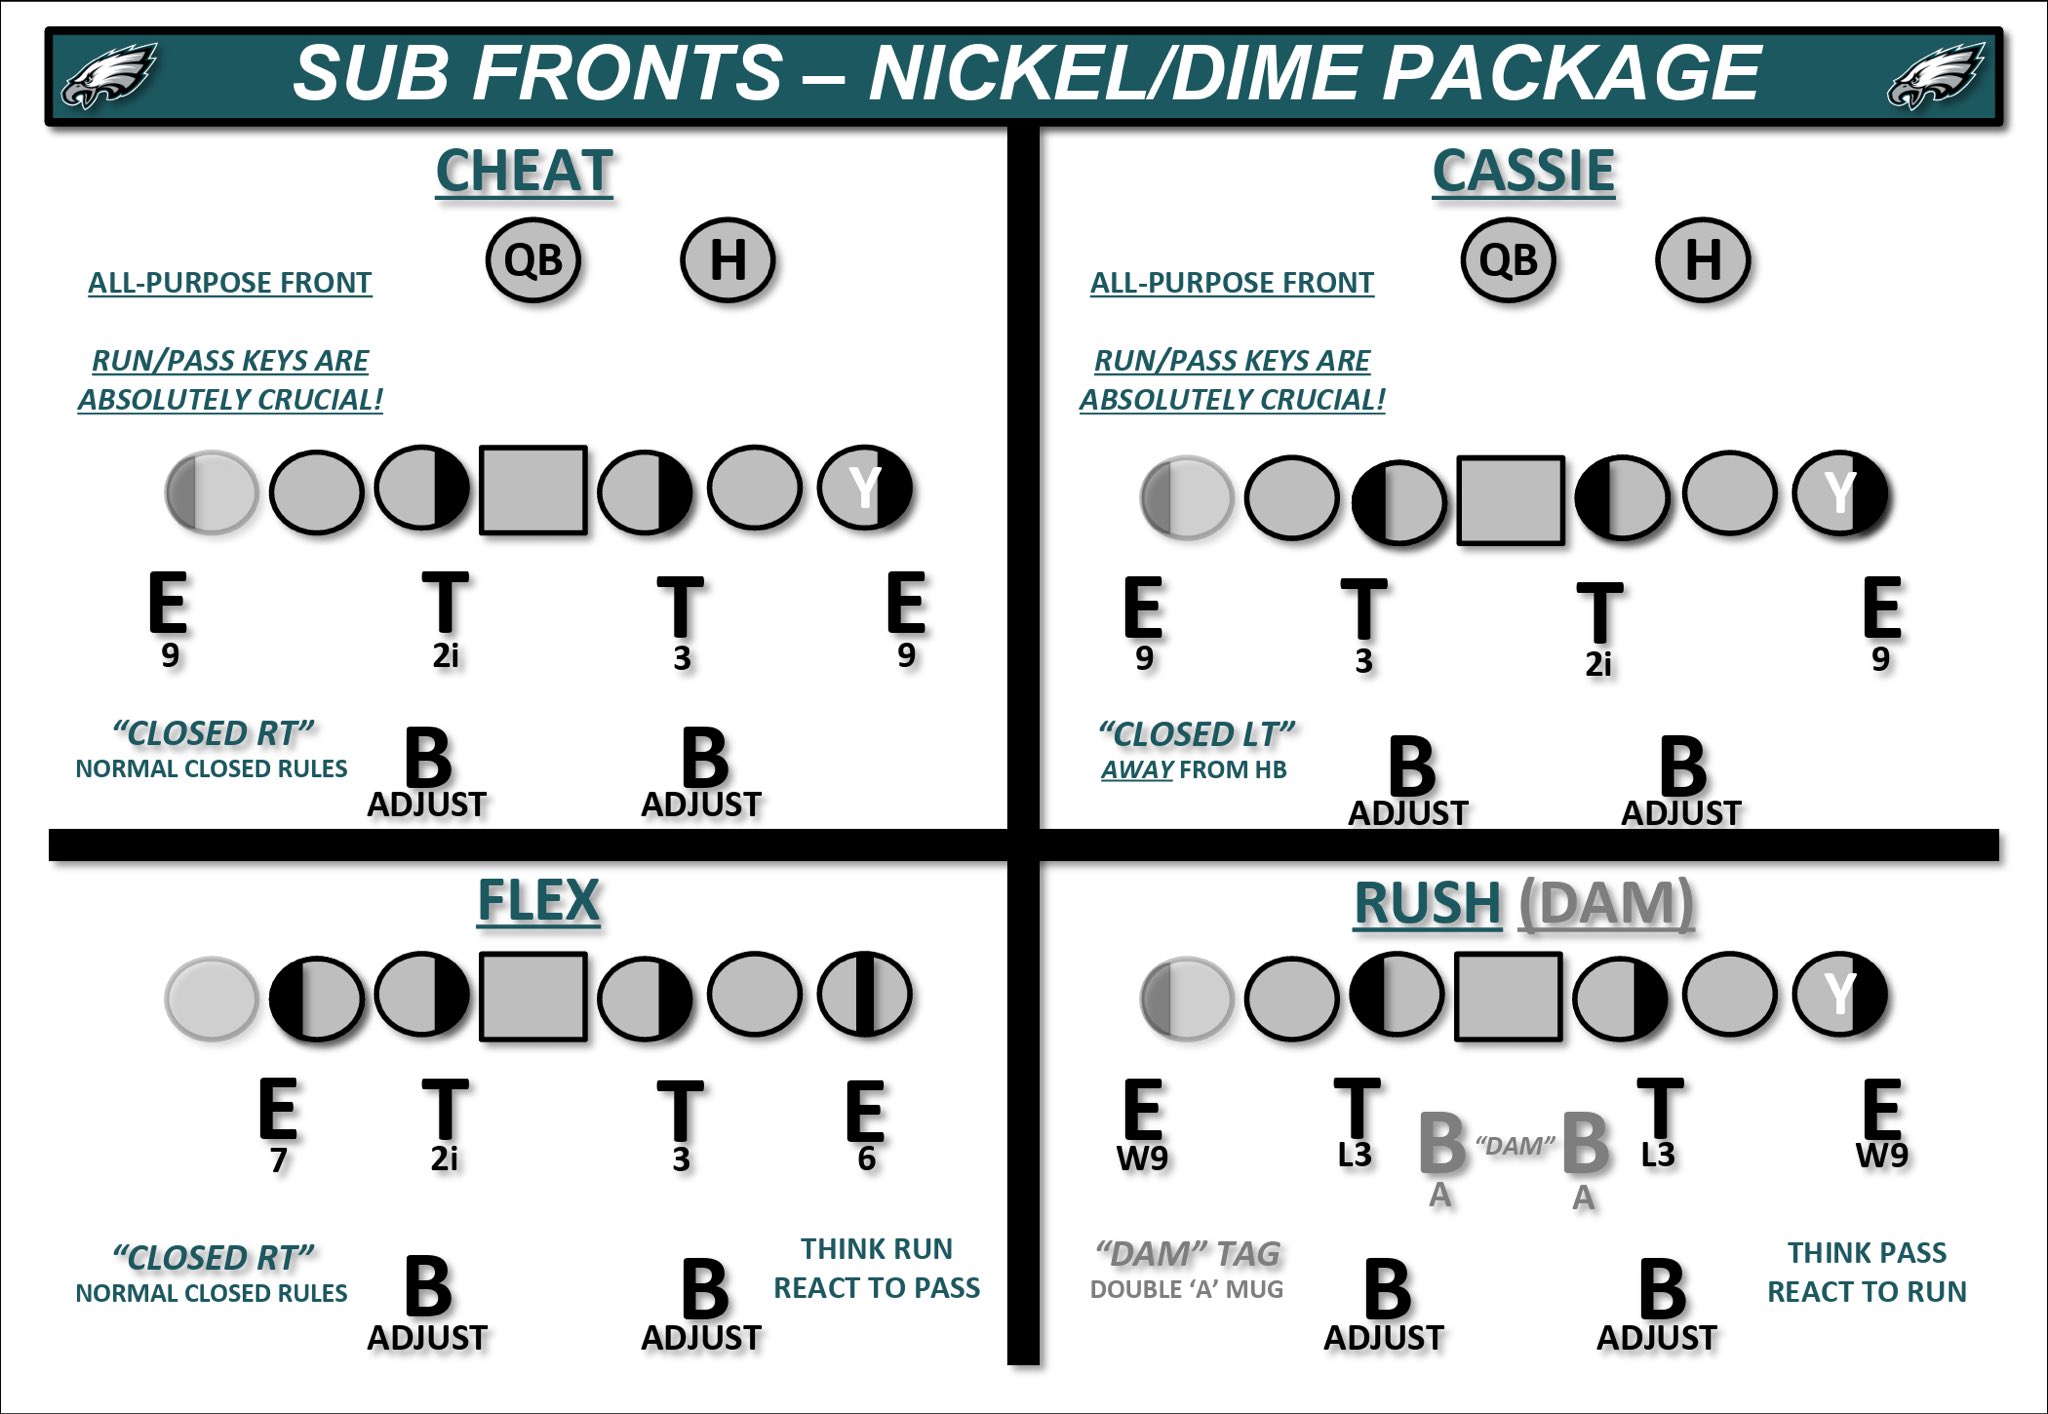 SUB FRONTS – NICKEL/DIME PACKAGE
CHEAT
QB H
ALL-PURPOSE FRONT
RUN/PASS KEYS ARE
ABSOLUTELY CRUCIAL!
Y
E T T E
9 2i 3 9
“CLOSED RT”
NORMAL CLOSED RULES
B B
ADJUST ADJUST
CASSIE
QB H
ALL-PURPOSE FRONT
RUN/PASS KEYS ARE
ABSOLUTELY CRUCIAL!
Y
E T T E
9 3 2i 9
“CLOSED LT”
AWAY FROM HB
B B
ADJUST ADJUST
FLEX
E T T E
7 2i 3 6
“CLOSED RT”
NORMAL CLOSED RULES
B B
ADJUST ADJUST
THINK RUN
REACT TO PASS
RUSH (DAM)
Y
E T T E
W9 L3 L3 W9
B “DAM” B
A A
“DAM” TAG
DOUBLE ‘A’ MUG
B B
ADJUST ADJUST
THINK PASS
REACT TO RUN